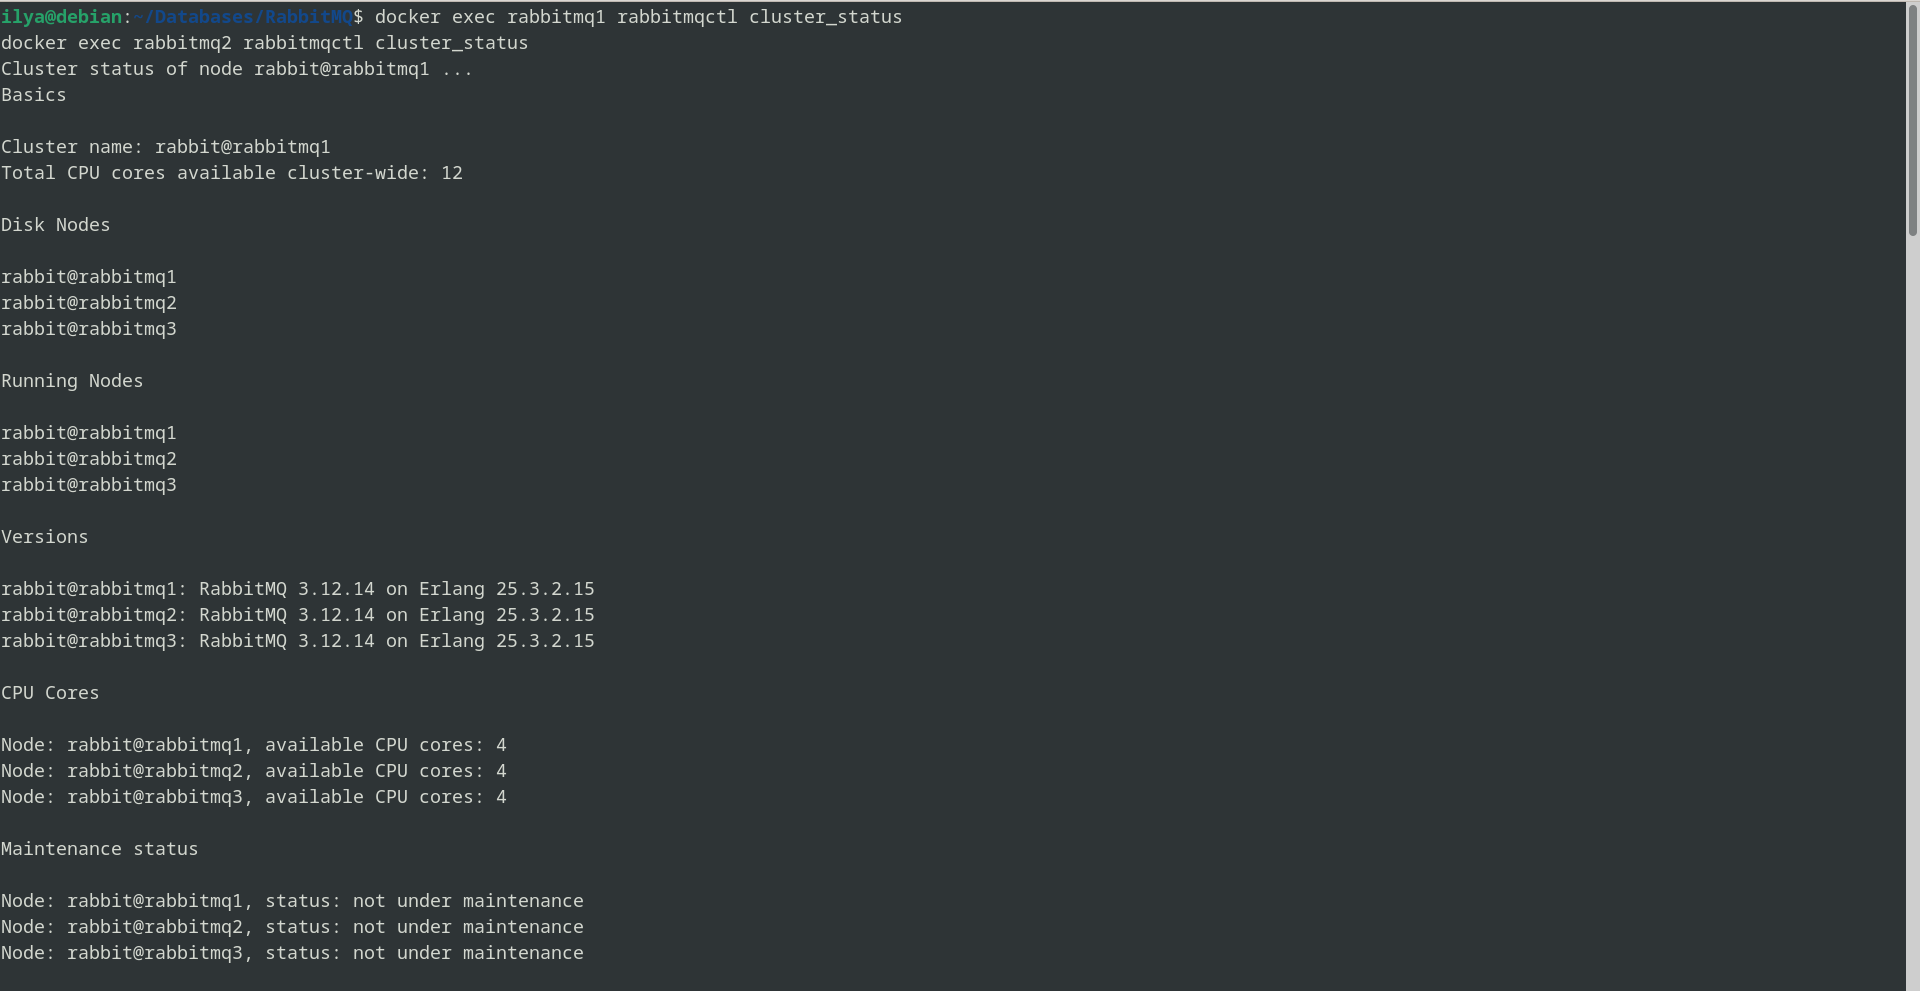 ilya@debian:~/Databases/RabbitMQ$ docker exec rabbitmq1 rabbitmqctl cluster_status
docker exec rabbitmq2 rabbitmqctl cluster_status
Cluster status of node rabbit@rabbitmq1 ...
Basics
Cluster name: rabbit@rabbitmq1
Total CPU cores available cluster-wide: 12
Disk Nodes
rabbit@rabbitmq1
rabbit@rabbitmq2
rabbit@rabbitmq3
Running Nodes
rabbit@rabbitmq1
rabbit@rabbitmq2
rabbit@rabbitmq3
Versions
rabbit@rabbitmq1: RabbitMQ 3.12.14 on Erlang 25.3.2.15
rabbit@rabbitmq2: RabbitMQ 3.12.14 on Erlang 25.3.2.15
rabbit@rabbitmq3: RabbitMQ 3.12.14 on Erlang 25.3.2.15
CPU Cores
Node: rabbit@rabbitmq1, available CPU cores: 4
Node: rabbit@rabbitmq2, available CPU cores: 4
Node: rabbit@rabbitmq3, available CPU cores: 4
Maintenance status
Node: rabbit@rabbitmq1, status: not under maintenance
Node: rabbit@rabbitmq2, status: not under maintenance
Node: rabbit@rabbitmq3, status: not under maintenance